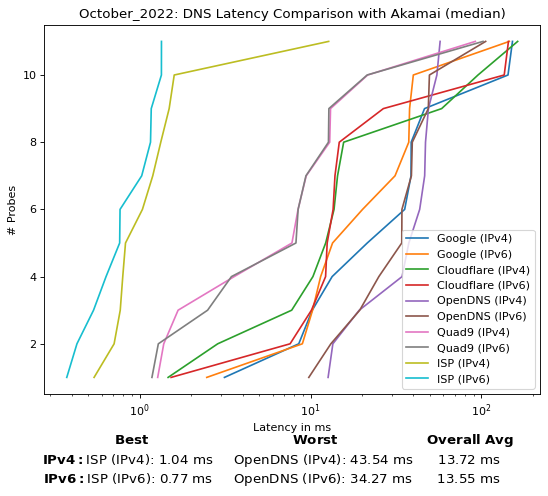 October_2022: DNS Latency Comparison with Akamai (median)
# Probes
10
8
6
4
2
Google (IPv4)
Google (IPv6)
Cloudflare (IPv4)
Cloudflare (IPv6)
OpenDNS (IPv4)
OpenDNS (IPv6)
Quad9 (IPv4)
Quad9 (IPv6)
ISP (IPv4)
ISP (IPv6)
10⁰ 10¹ 10²
Latency in ms
Best Worst Overall Avg
IPv4: ISP (IPv4): 1.04 ms OpenDNS (IPv4): 43.54 ms 13.72 ms
IPv6: ISP (IPv6): 0.77 ms OpenDNS (IPv6): 34.27 ms 13.55 ms